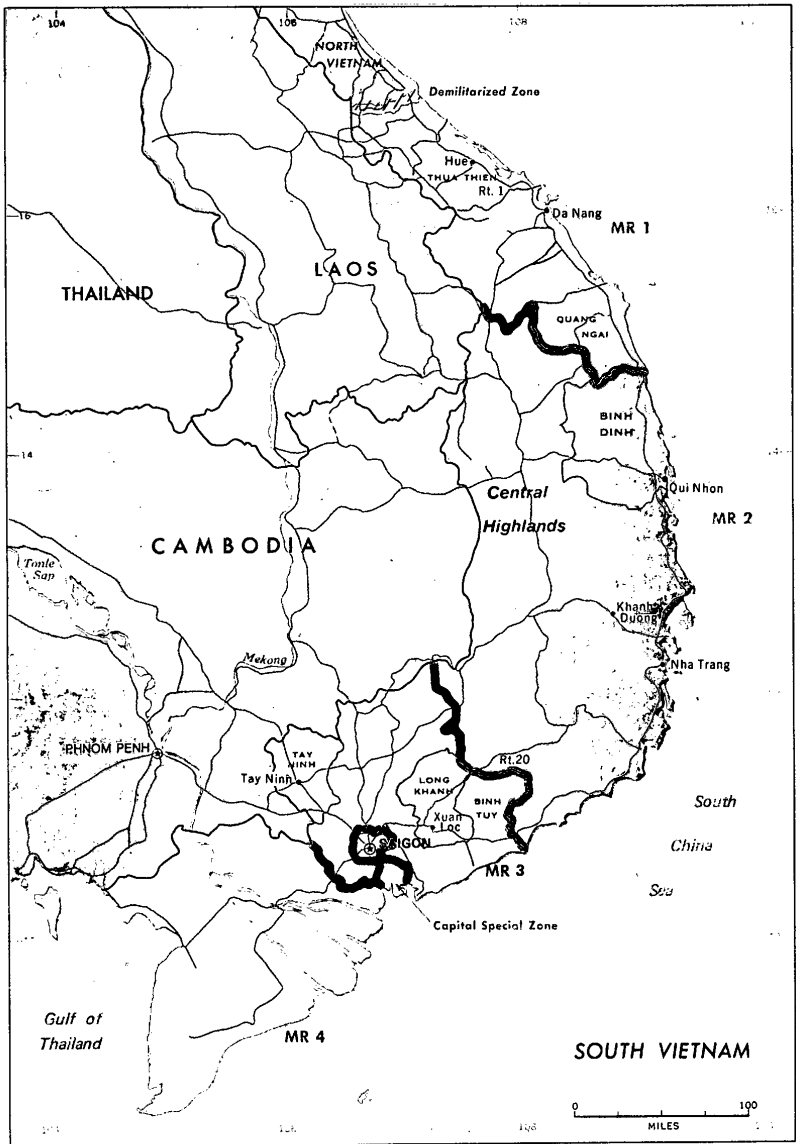 104
106
108
NORTH
VIETNAM
Demilitarized Zone
Hue
THUA THIEN
Rt. 1
16
Da Nang
MR 1
LAOS
THAILAND
QUANG
NGAI
BINH
DINH
14
Central
Highlands
Qui Nhon
MR 2
CAMBODIA
Tonle
Sap
Khanh
Duong
Mekong
Nha Trang
PHNOM PENH
TAY
NINH
Tay Ninh
Rt.20
LONG
KHANH
BINH
TUY
Xuan
Loc
SAIGON
South
China
Sea
MR 3
Capital Special Zone
Gulf of
Thailand
MR 4
SOUTH VIETNAM
0
100
MILES
104
108